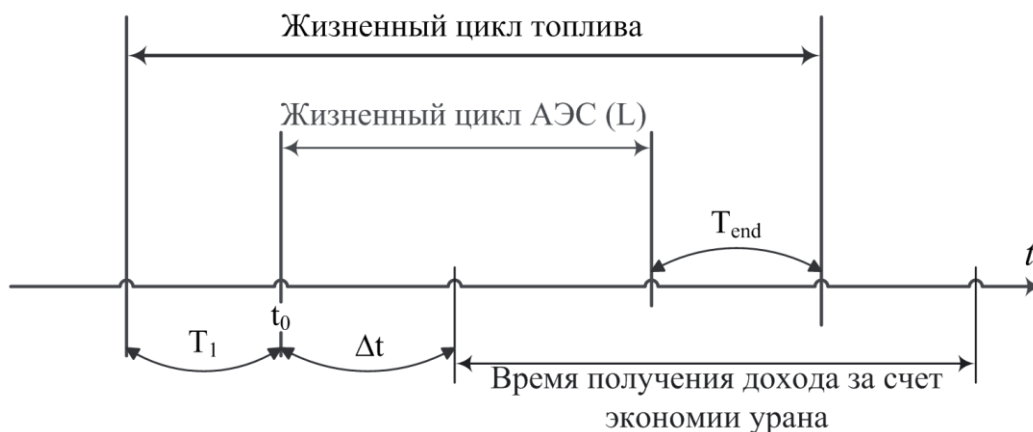 Жизненный цикл топлива
Жизненный цикл АЭС (L)
T_end
t
t_0
T_1
Δt
Время получения дохода за счет
экономии урана